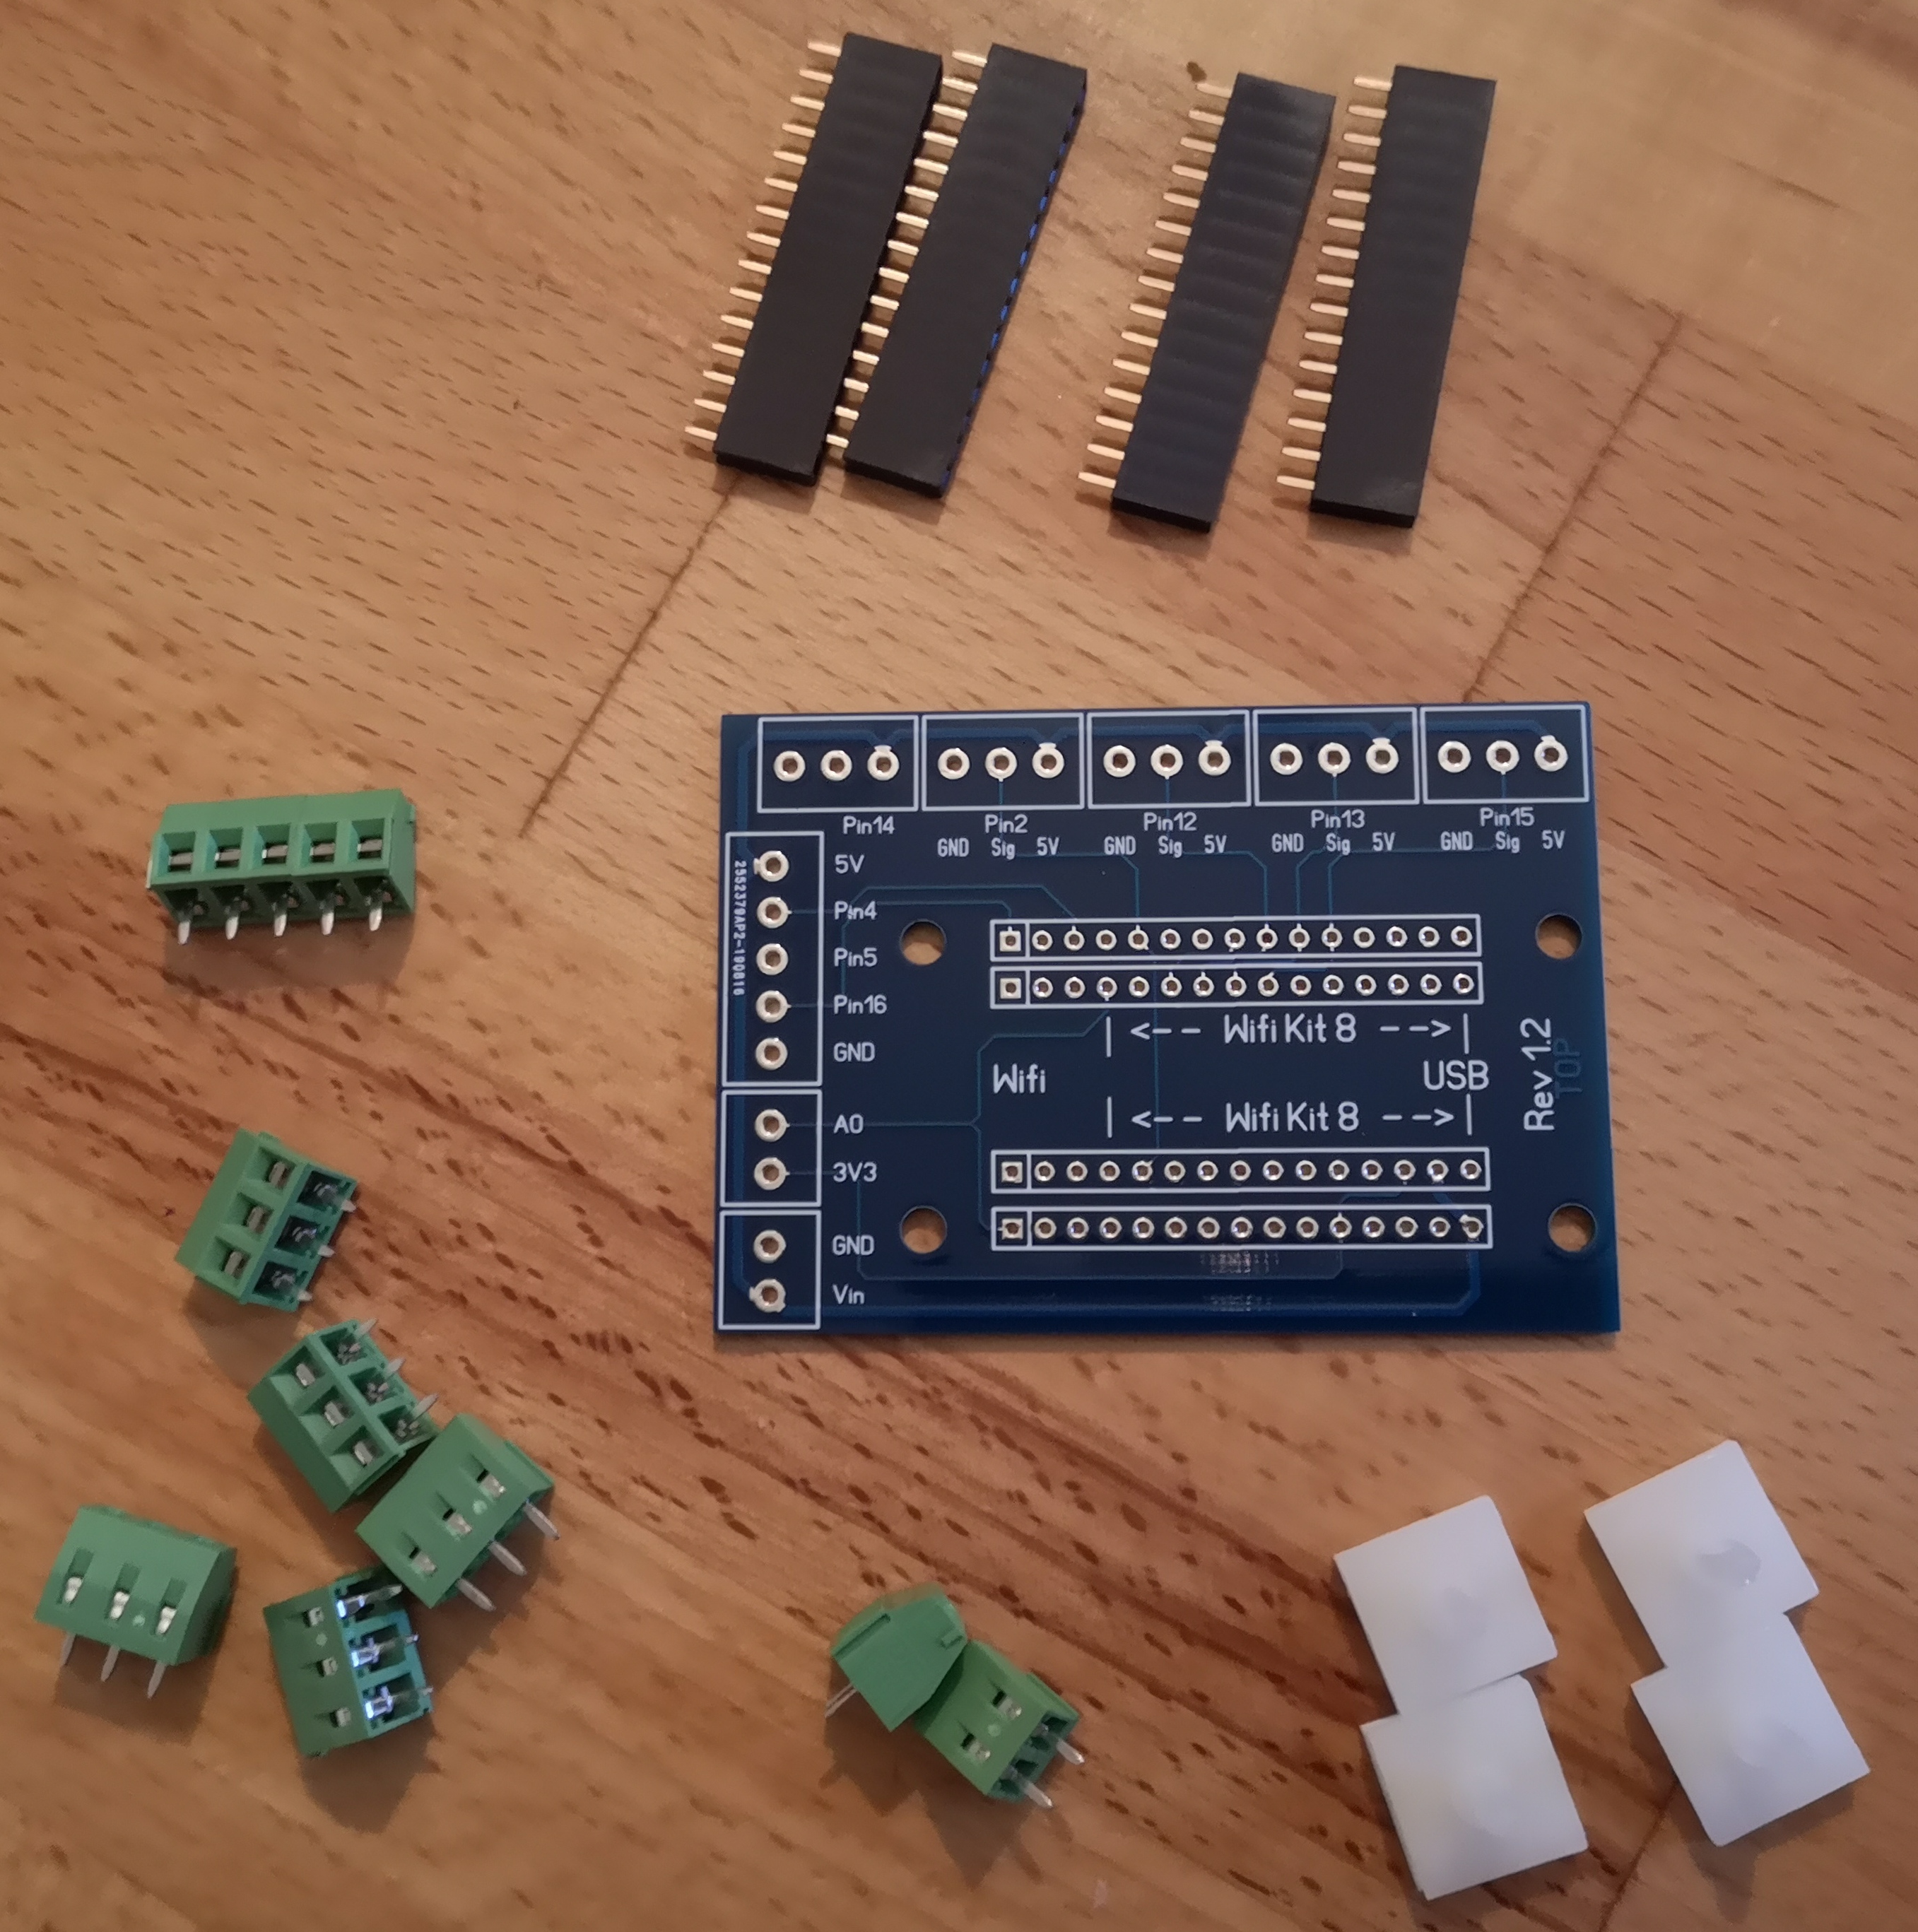 Pin14
Pin2
Pin12
Pin13
Pin15
GND Sig 5V
GND Sig 5V
GND Sig 5V
GND Sig 5V
5V
Pin4
Pin5
Pin16
GND
2552379AP2-190816
|<-- Wifi Kit 8 -->|
Wifi
USB
|<-- Wifi Kit 8 -->|
Rev 1.2
TOP
A0
3V3
GND
Vin